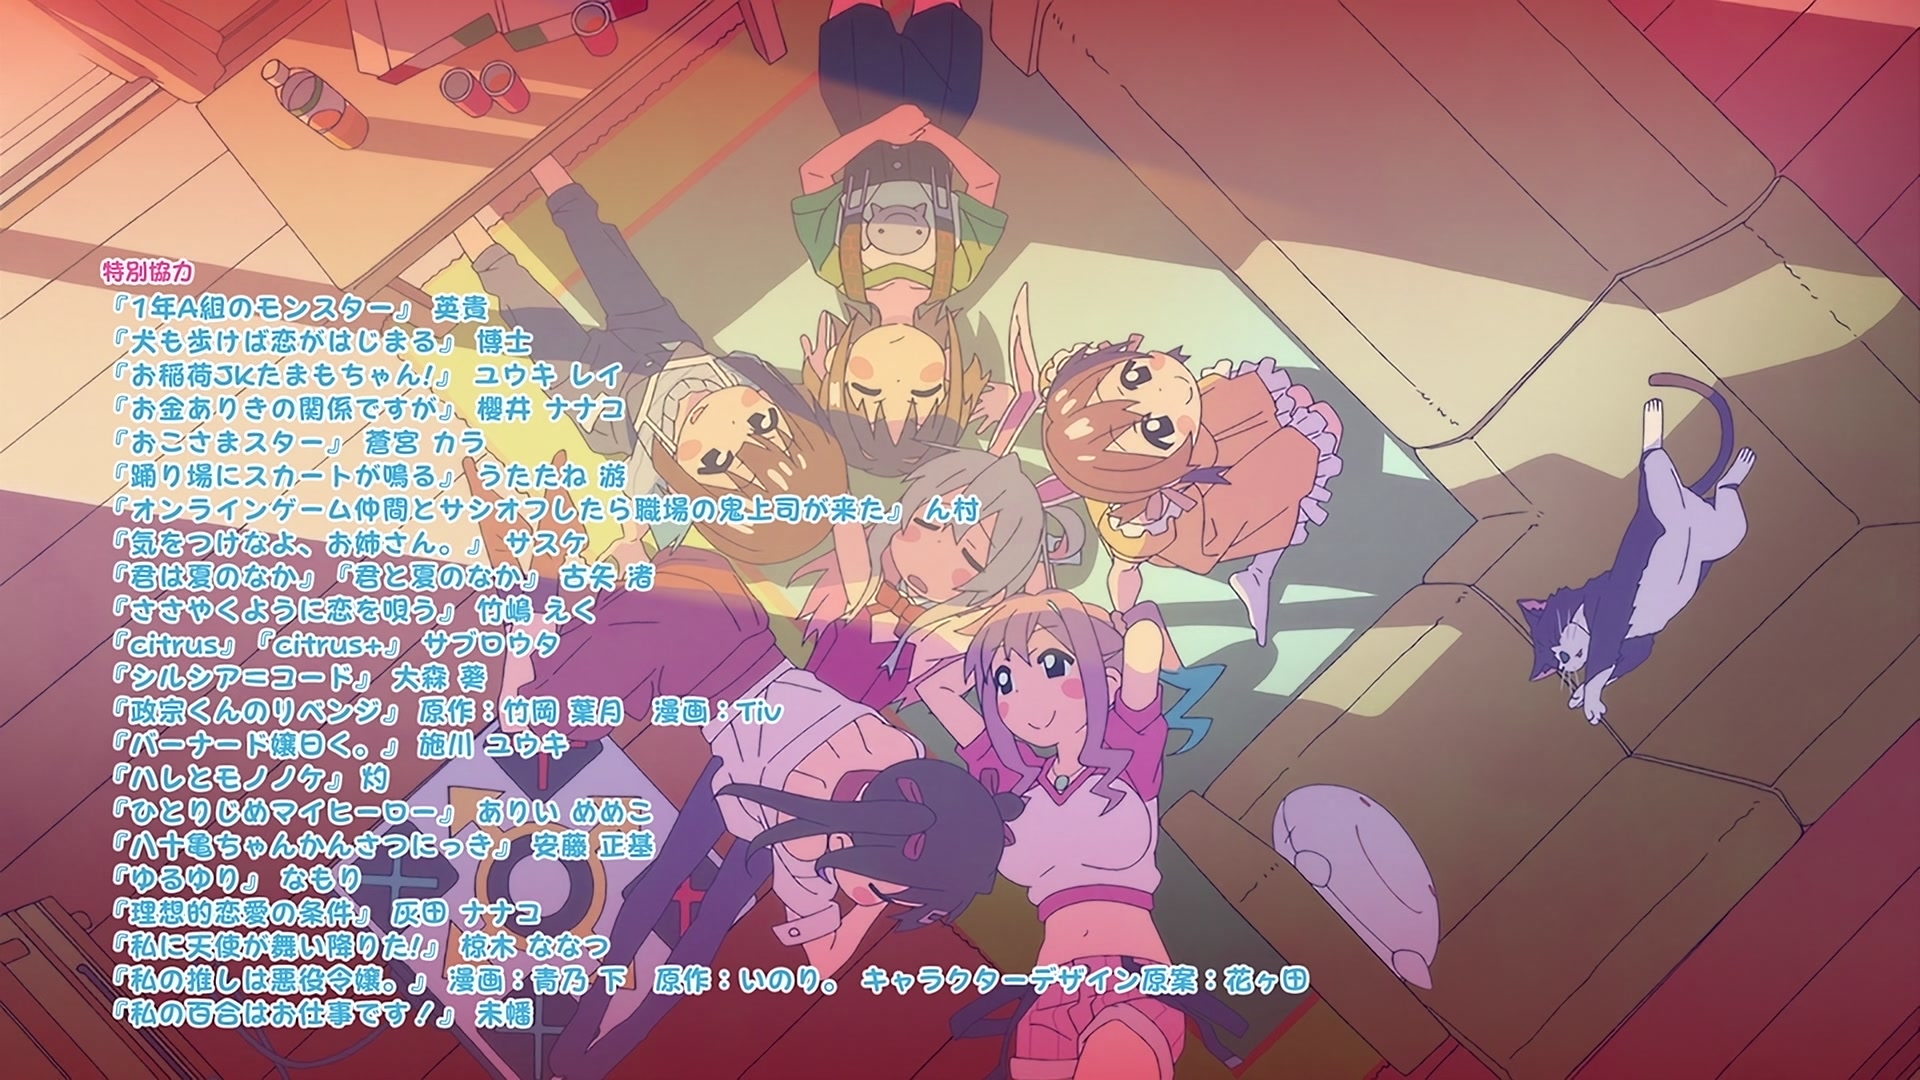 特別協力
『1年A組のモンスター』 英貴
『犬も歩けば恋がはじまる』 博士
『お稲荷JKたまもちゃん!』 ユウキ レイ
『お金ありきの関係ですが』 櫻井 ナナコ
『おこさまスター』 蒼宮 カラ
『踊り場にスカートが鳴る』 うたたね 游
『オンラインゲーム仲間とサシオフしたら職場の鬼上司が来た』 ん村
『気をつけなよ、お姉さん。』 サスケ
『君は夏のなか』『君と夏のなか』 古矢 渚
『ささやくように恋を唄う』 竹嶋 えく
『citrus』『citrus+』 サブロウタ
『シルシア=コード』 大森 葵
『政宗くんのリベンジ』 原作：竹岡 葉月　漫画：Tiv
『バーナード嬢曰く。』 施川 ユウキ
『ハレとモノノケ』 灼
『ひとりじめマイヒーロー』 ありい めめこ
『八十亀ちゃんかんさつにっき』 安藤 正基
『ゆるゆり』 なもり
『理想的恋愛の条件』 灰田 ナナコ
『私に天使が舞い降りた!』 椋木 ななつ
『私の推しは悪役令嬢。』 漫画：青乃 下　原作：いのり。 キャラクターデザイン原案：花ヶ田
『私の百合はお仕事です！』 未幡